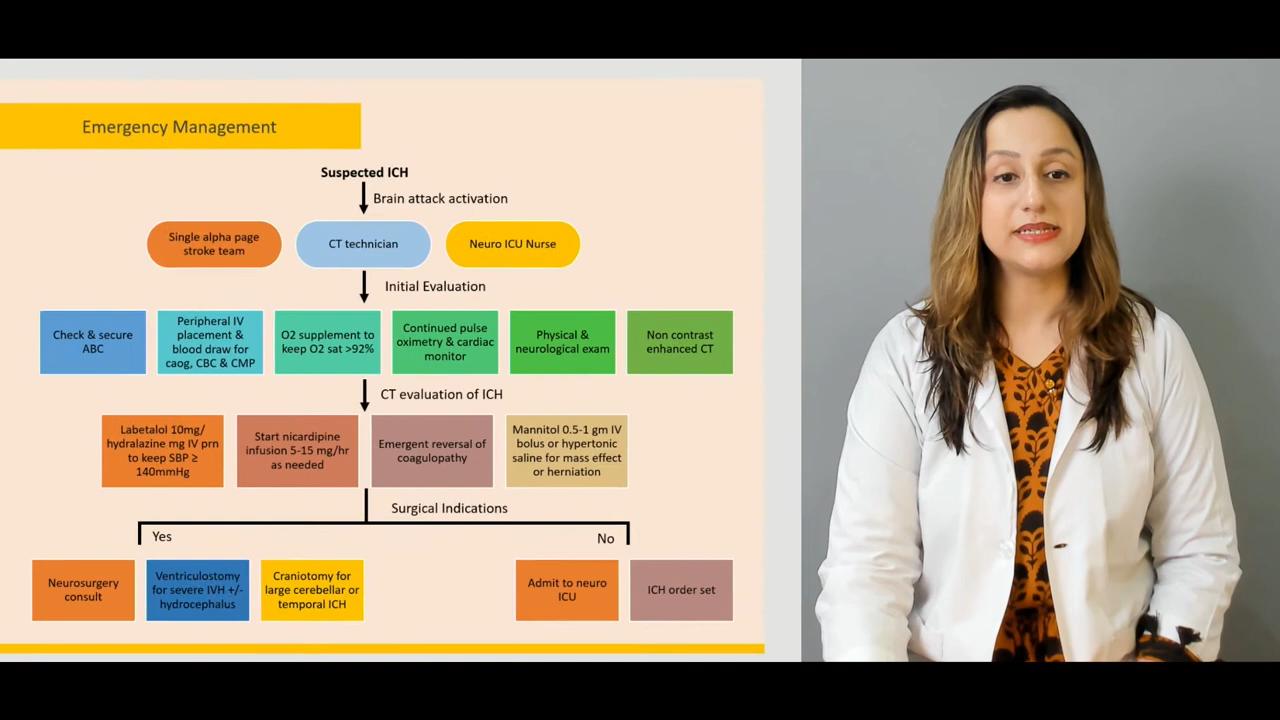 Emergency Management
Suspected ICH
Brain attack activation
Single alpha page
stroke team
CT technician
Neuro ICU Nurse
Initial Evaluation
Check & secure
ABC
Peripheral IV
placement &
blood draw for
caog, CBC & CMP
O2 supplement to
keep O2 sat >92%
Continued pulse
oximetry & cardiac
monitor
Physical &
neurological exam
Non contrast
enhanced CT
CT evaluation of ICH
Labetalol 10mg/
hydralazine mg IV prn
to keep SBP ≥
140mmHg
Start nicardipine
infusion 5-15 mg/hr
as needed
Emergent reversal of
coagulopathy
Mannitol 0.5-1 gm IV
bolus or hypertonic
saline for mass effect
or herniation
Surgical Indications
Yes
No
Neurosurgery
consult
Ventriculostomy
for severe IVH +/-
hydrocephalus
Craniotomy for
large cerebellar or
temporal ICH
Admit to neuro
ICU
ICH order set